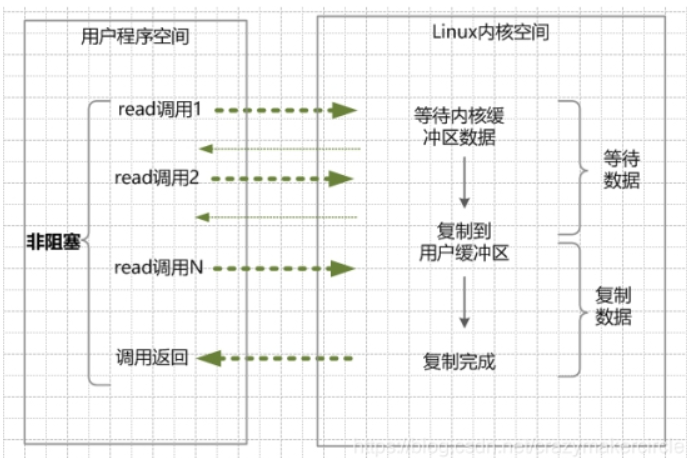 用户程序空间
Linux内核空间
read调用1
等待内核缓
冲区数据
等待
数据
read调用2
非阻塞
复制到
用户缓冲区
read调用N
复制
数据
调用返回
复制完成
https://blog.csdn.net/crazymakercircle